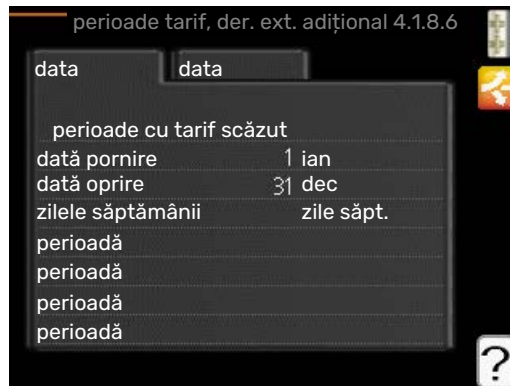 perioade tarif, der. ext. adițional 4.1.8.6
data data
perioade cu tarif scăzut
dată pornire 1 ian
dată oprire 31 dec
zilele săptămânii zile săpt.
perioadă
perioadă
perioadă
perioadă
?